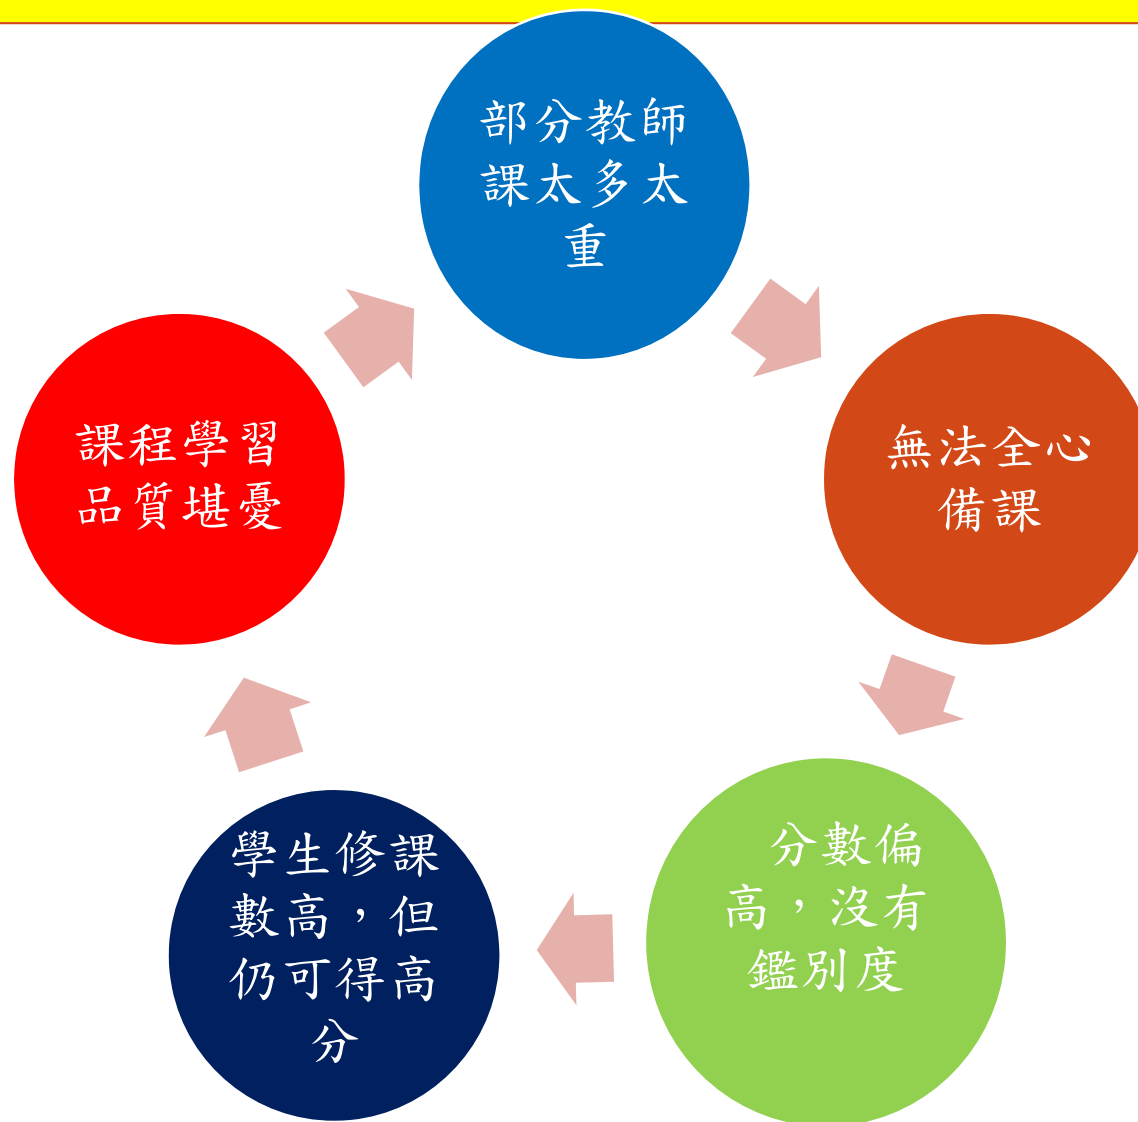 部分教師
課太多太
重
無法全心
備課
分數偏
高，沒有
鑑別度
學生修課
數高，但
仍可得高
分
課程學習
品質堪憂